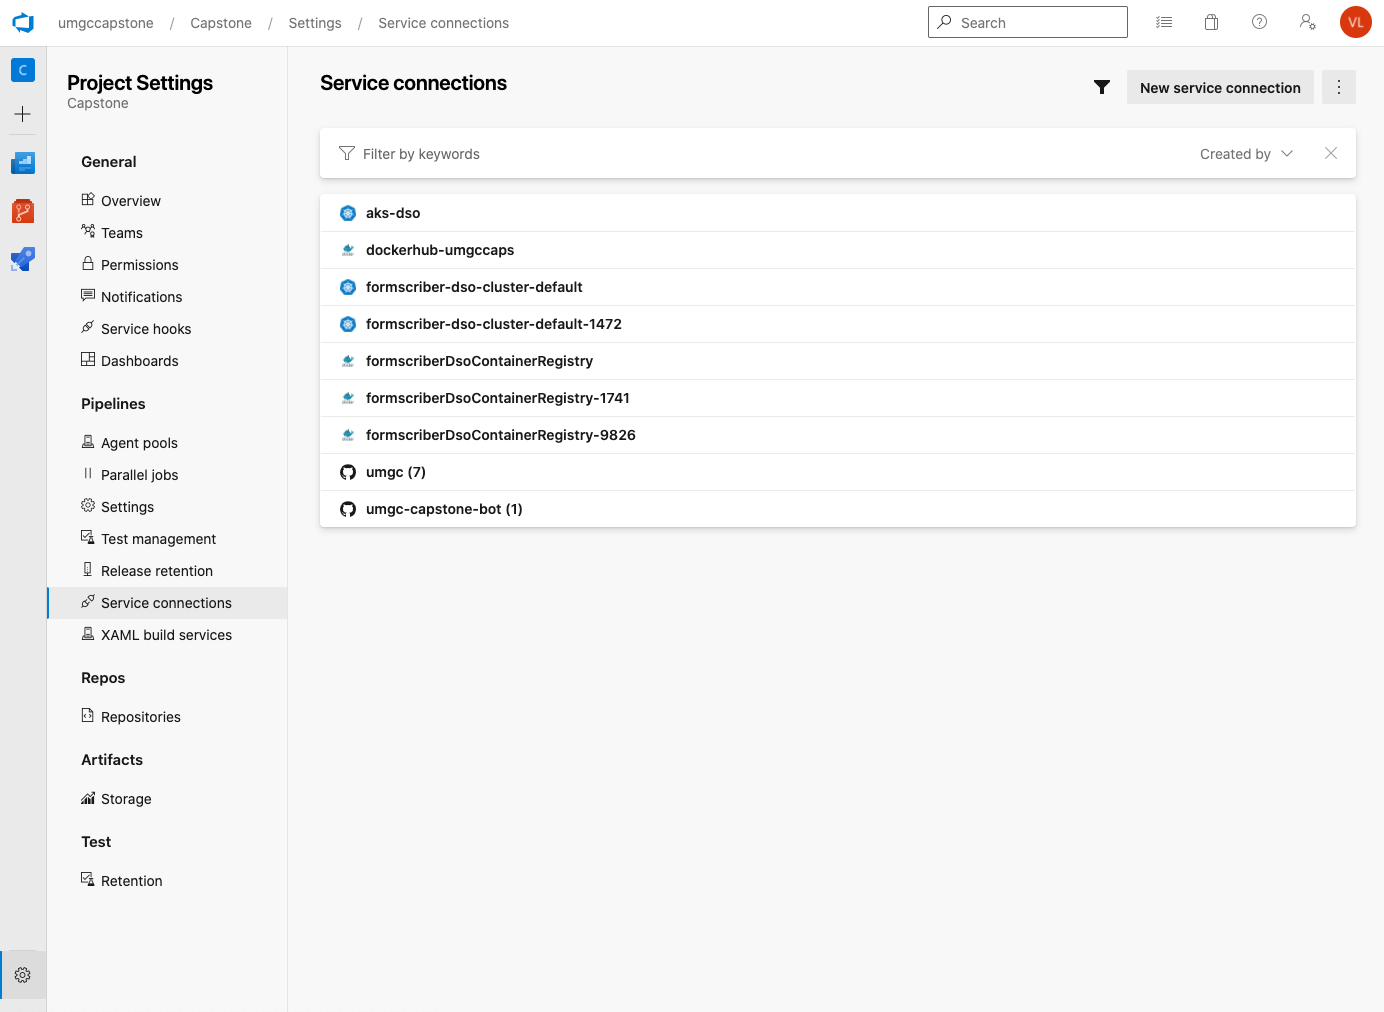 umgccapstone / Capstone / Settings / Service connections
Search
VL
C
Project Settings
Capstone
General
Overview
Teams
Permissions
Notifications
Service hooks
Dashboards
Pipelines
Agent pools
Parallel jobs
Settings
Test management
Release retention
Service connections
XAML build services
Repos
Repositories
Artifacts
Storage
Test
Retention
Service connections
New service connection
Filter by keywords
Created by
aks-dso
dockerhub-umgccaps
formscriber-dso-cluster-default
formscriber-dso-cluster-default-1472
formscriberDsoContainerRegistry
formscriberDsoContainerRegistry-1741
formscriberDsoContainerRegistry-9826
umgc (7)
umgc-capstone-bot (1)